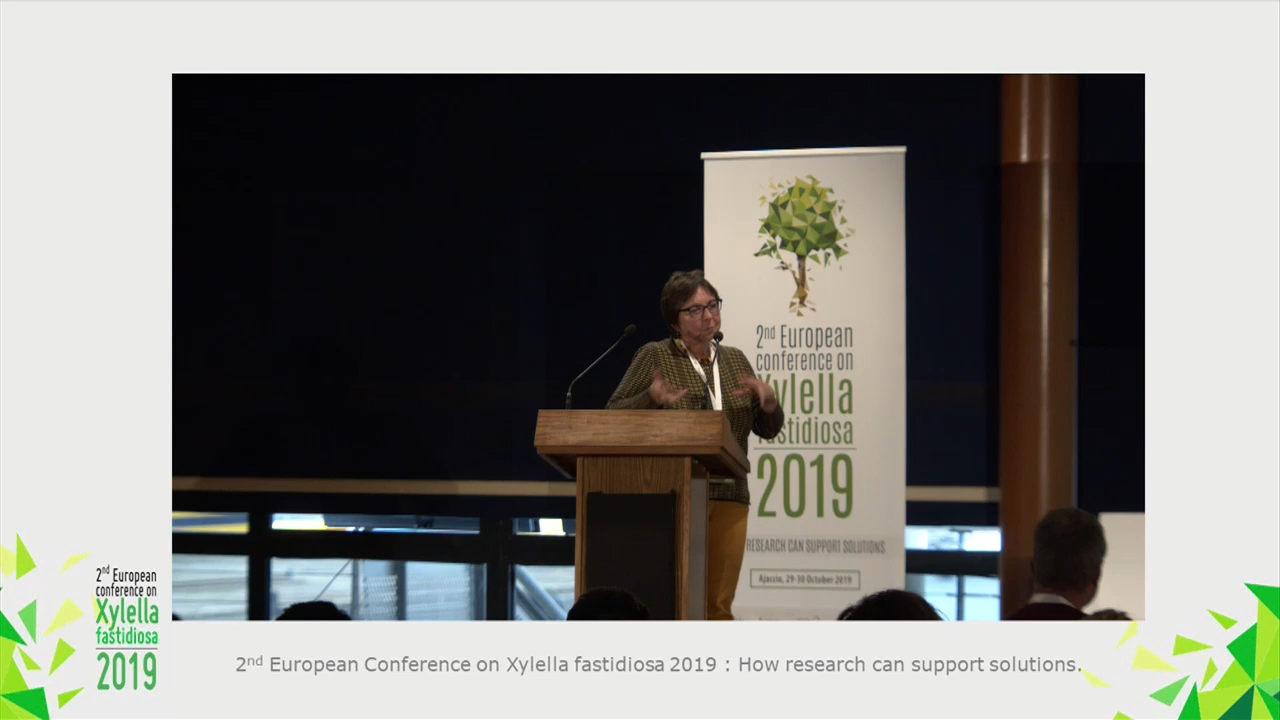 2nd European
conference on
Xylella
fastidiosa
2019
RESEARCH CAN SUPPORT SOLUTIONS
Ajaccio, 29-30 October 2019
2nd European
conference on
Xylella
fastidiosa
2019
2nd European Conference on Xylella fastidiosa 2019 : How research can support solutions.